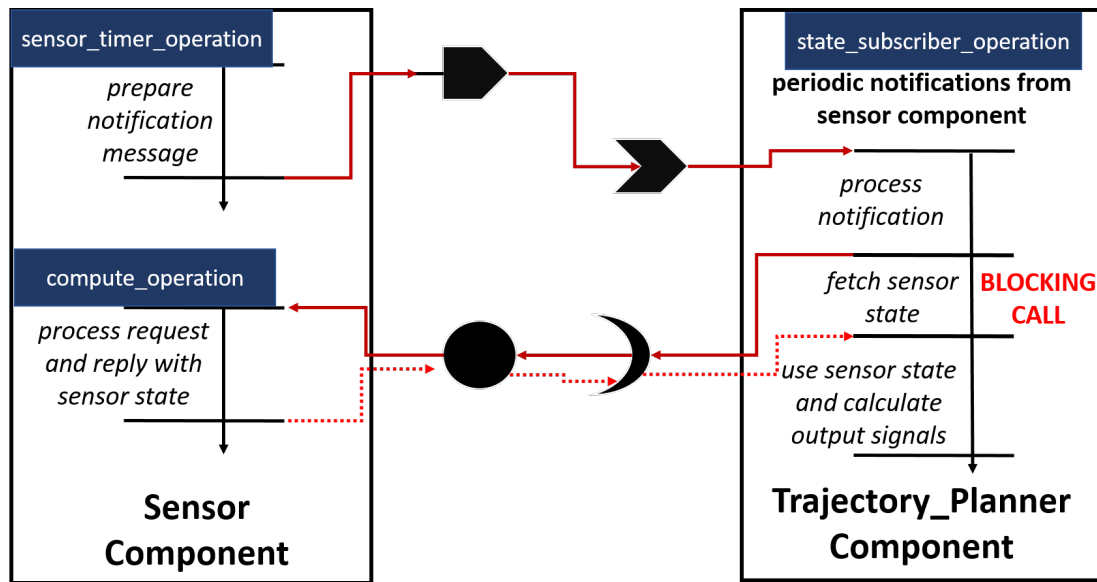 sensor_timer_operation
prepare
notification
message
compute_operation
process request
and reply with
sensor state
Sensor
Component
state_subscriber_operation
periodic notifications from
sensor component
process
notification
fetch sensor
state
BLOCKING
CALL
use sensor state
and calculate
output signals
Trajectory_Planner
Component